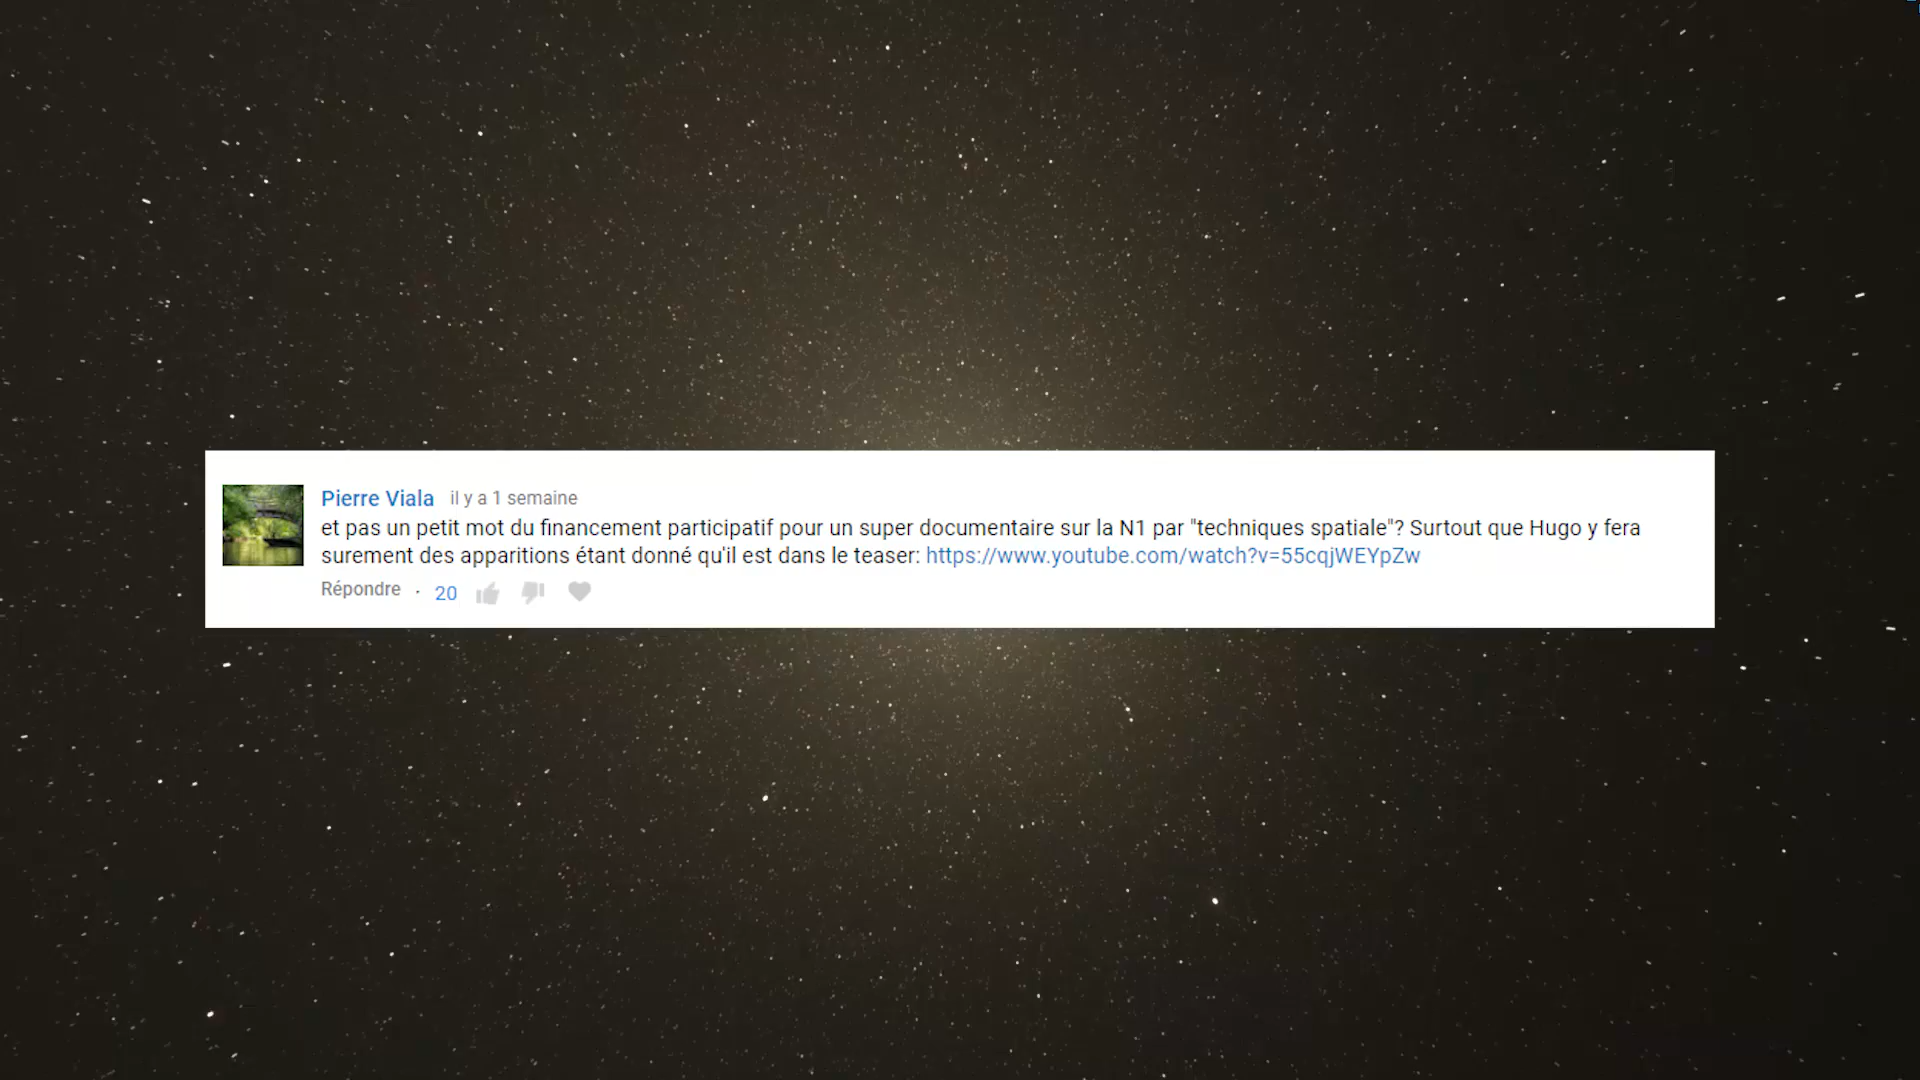 Pierre Viala il y a 1 semaine
et pas un petit mot du financement participatif pour un super documentaire sur la N1 par "techniques spatiale"? Surtout que Hugo y fera
surement des apparitions étant donné qu'il est dans le teaser: https://www.youtube.com/watch?v=55cqjWEYpZw
Répondre · 20